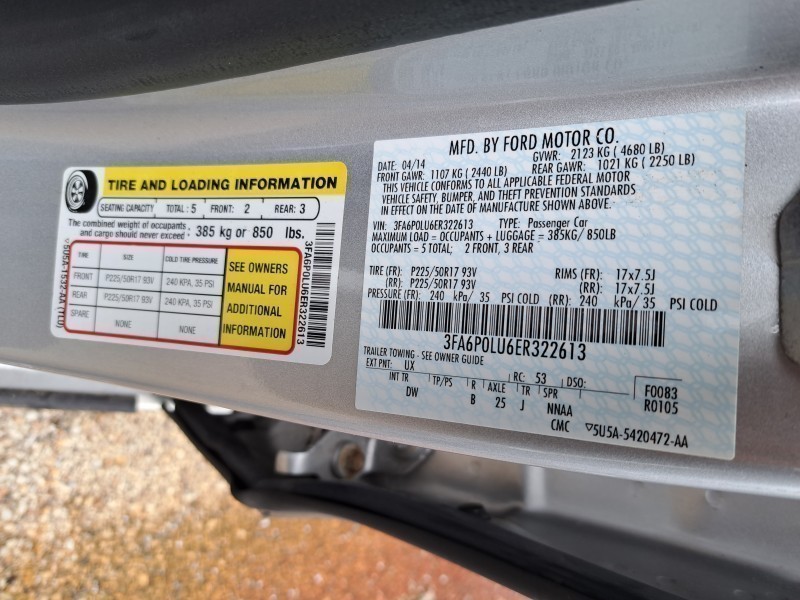 TIRE AND LOADING INFORMATION
SEATING CAPACITY TOTAL: 5 FRONT: 2 REAR: 3
The combined weight of occupants
and cargo should never exceed: 385 kg or 850 lbs.
TIRE SIZE COLD TIRE PRESSURE
FRONT P225/50R17 93V 240 KPA, 35 PSI
REAR P225/50R17 93V 240 KPA, 35 PSI
SPARE NONE NONE
SEE OWNERS
MANUAL FOR
ADDITIONAL
INFORMATION
3FA6P0LU6ER322613
MFD. BY FORD MOTOR CO.
DATE: 04/14 GVWR: 2123 KG ( 4680 LB)
FRONT GAWR: 1107 KG ( 2440 LB) REAR GAWR: 1021 KG ( 2250 LB)
THIS VEHICLE CONFORMS TO ALL APPLICABLE FEDERAL MOTOR
VEHICLE SAFETY, BUMPER, AND THEFT PREVENTION STANDARDS
IN EFFECT ON THE DATE OF MANUFACTURE SHOWN ABOVE.
VIN: 3FA6P0LU6ER322613 TYPE: Passenger Car
MAXIMUM LOAD = OCCUPANTS + LUGGAGE = 385KG/ 850LB
OCCUPANTS = 5 TOTAL: 2 FRONT, 3 REAR
TIRE (FR): P225/50R17 93V RIMS (FR): 17x7.5J
(RR): P225/50R17 93V (RR): 17x7.5J
PRESSURE (FR): 240 kPa/ 35 PSI COLD (RR): 240 kPa/ 35 PSI COLD
3FA6P0LU6ER322613
TRAILER TOWING - SEE OWNER GUIDE
EXT PNT: UX RC: 53 DSO: F0083
INT TR TP/PS R AXLE TR SPR R0105
DW B 25 J NNAA
CMC 5U5A-5420472-AA